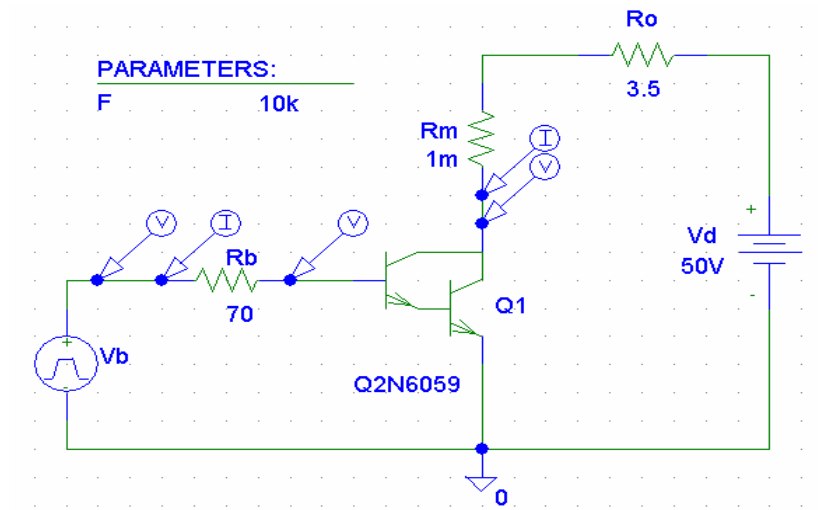 Ro
PARAMETERS:
3.5
F 10k
Rm
1m
I
V
V
I
V
+
Vd
50V
-
Rb
70
Q1
+
Vb
-
Q2N6059
0